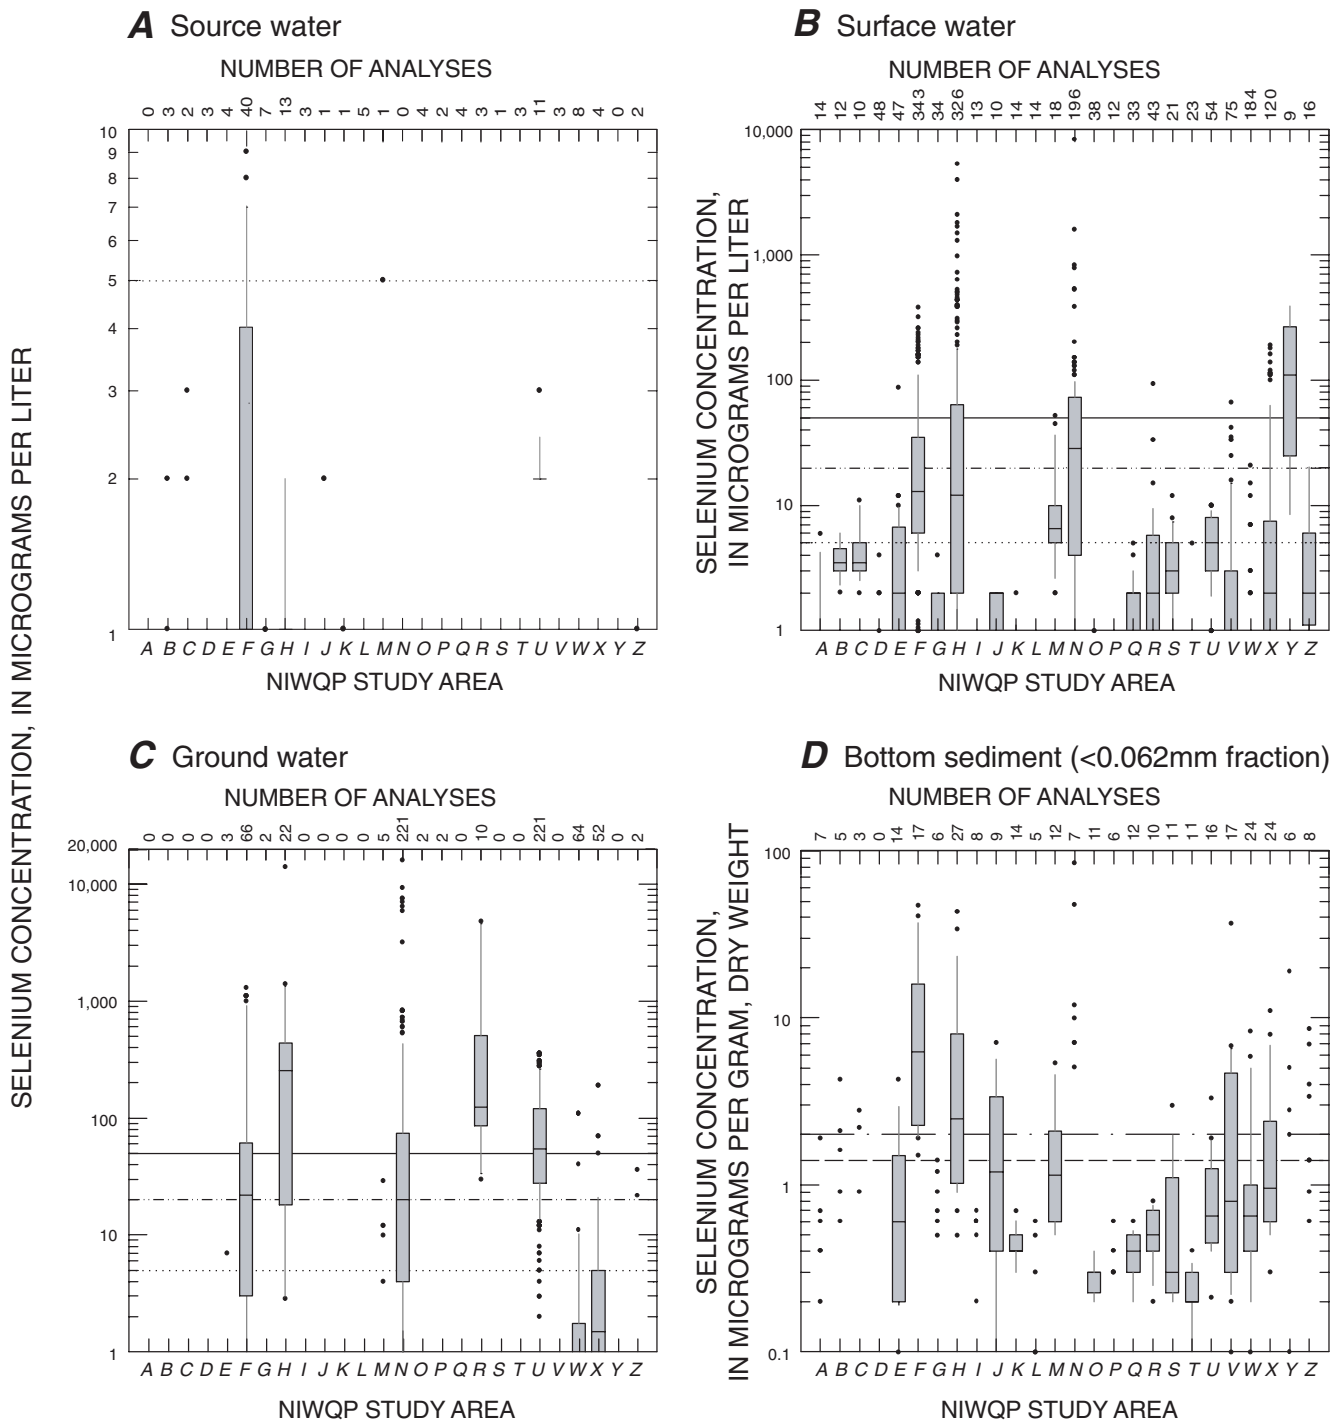 A Source water
NUMBER OF ANALYSES
0 3 2 3 4 40 7 13 3 1 1 5 1 0 4 2 4 3 1 3 11 3 8 4 0 2
10
9
8
7
6
5
4
3
2
1
A B C D E F G H I J K L M N O P Q R S T U V W X Y Z
NIWQP STUDY AREA
B Surface water
NUMBER OF ANALYSES
14 12 10 48 47 343 34 326 13 10 14 14 18 196 38 12 33 43 21 23 54 75 184 120 9 16
SELENIUM CONCENTRATION,
IN MICROGRAMS PER LITER
10,000
1,000
100
10
1
A B C D E F G H I J K L M N O P Q R S T U V W X Y Z
NIWQP STUDY AREA
SELENIUM CONCENTRATION, IN MICROGRAMS PER LITER
C Ground water
NUMBER OF ANALYSES
0 0 0 0 3 66 2 22 0 0 0 0 5 221 2 2 0 10 0 0 221 0 64 52 0 2
20,000
10,000
1,000
100
10
1
A B C D E F G H I J K L M N O P Q R S T U V W X Y Z
NIWQP STUDY AREA
D Bottom sediment (<0.062mm fraction)
NUMBER OF ANALYSES
7 5 3 0 14 17 6 27 8 9 14 5 12 7 11 6 12 10 11 11 16 17 24 24 6 8
SELENIUM CONCENTRATION,
IN MICROGRAMS PER GRAM, DRY WEIGHT
100
10
1
0.1
A B C D E F G H I J K L M N O P Q R S T U V W X Y Z
NIWQP STUDY AREA